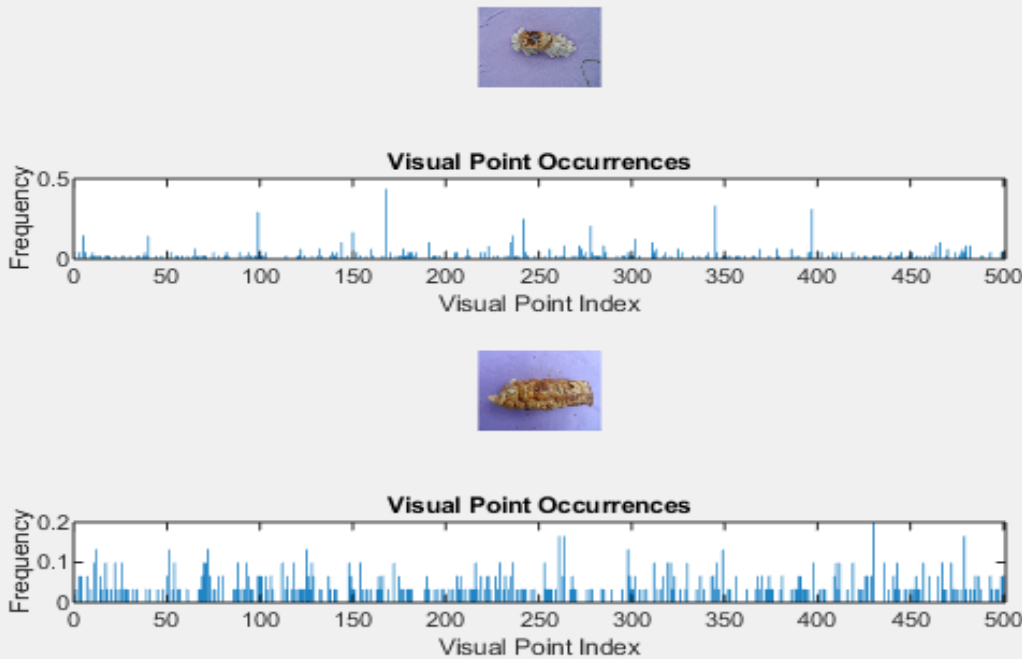 Visual Point Occurrences
Frequency
0.5
0
0 50 100 150 200 250 300 350 400 450 500
Visual Point Index
Visual Point Occurrences
Frequency
0.2
0.1
0
0 50 100 150 200 250 300 350 400 450 500
Visual Point Index